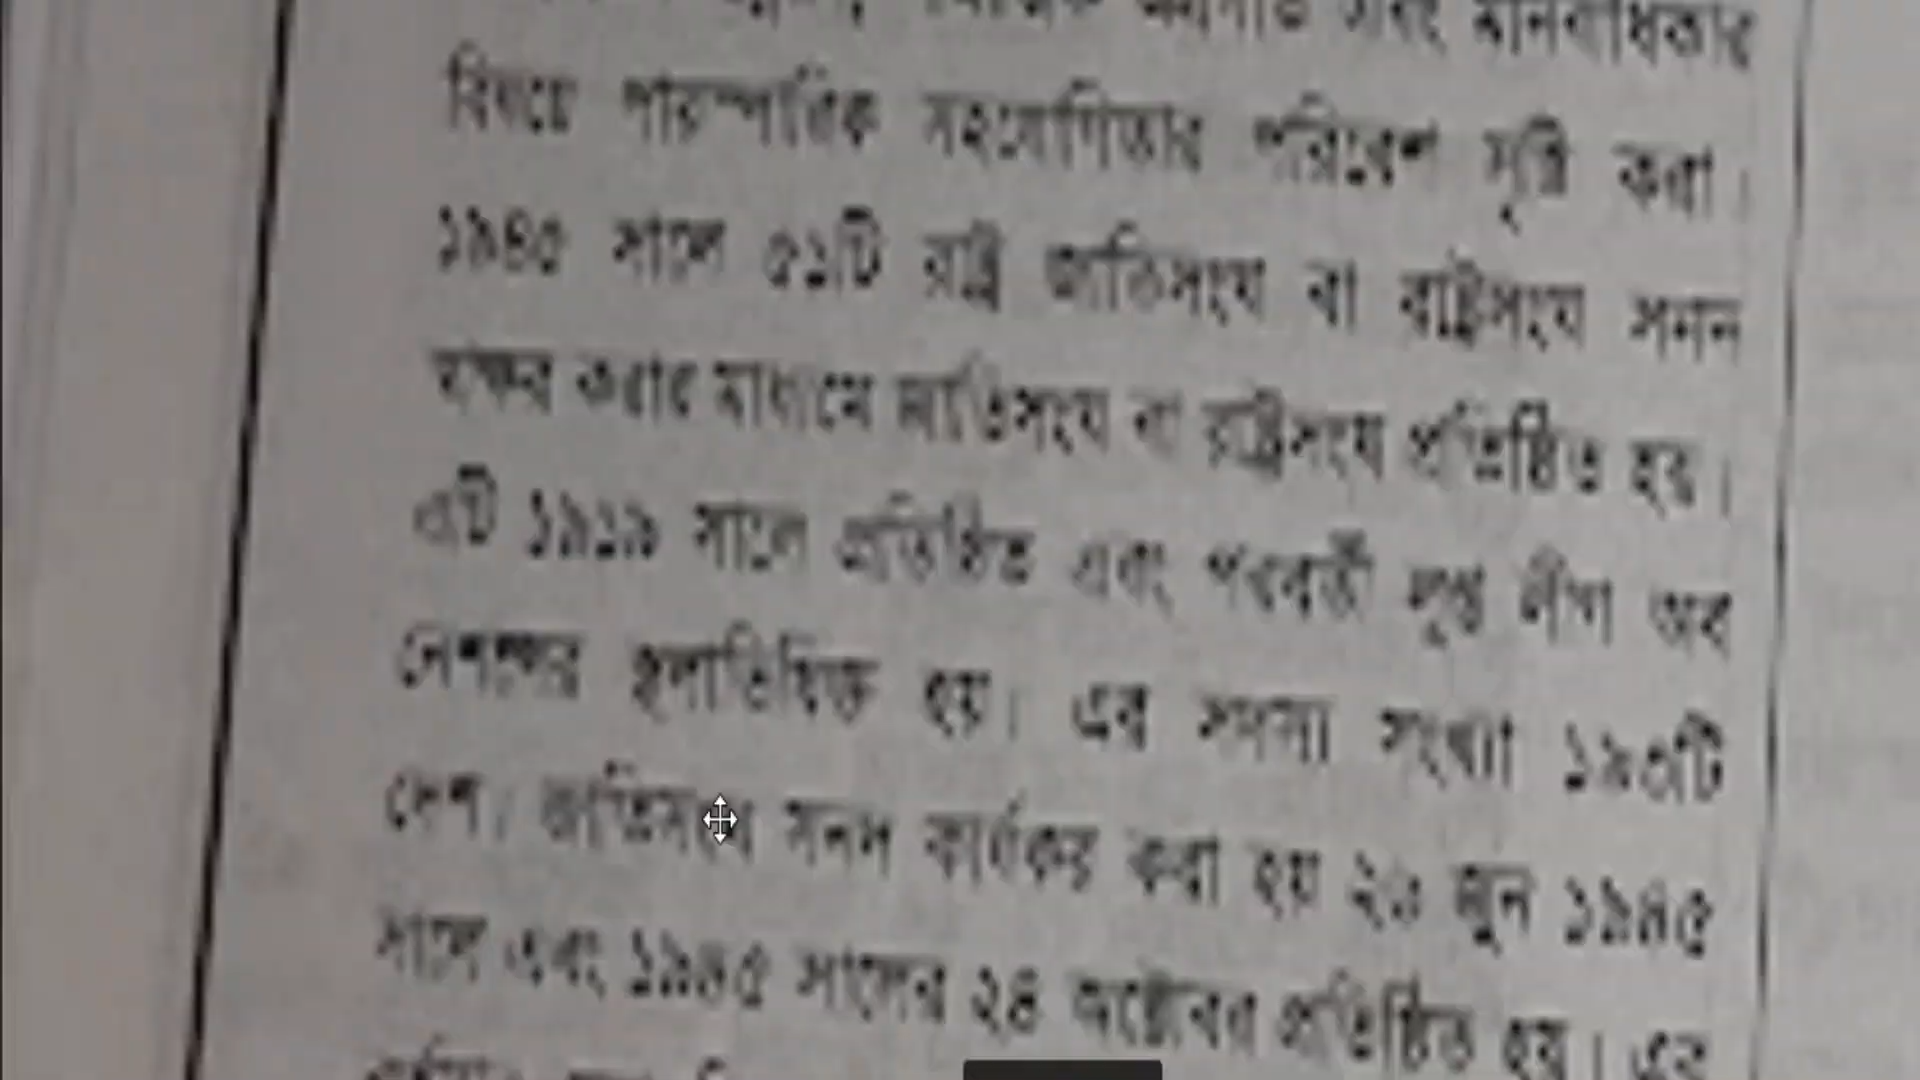 এবং মানবাধিকার
বিষয়ে পারস্পরিক সহযোগিতার পরিবেশ সৃষ্টি করা।
১৯৪৫ সালে ৫১টি রাষ্ট্র জাতিসংঘ বা রাষ্ট্রসংঘ সনদ
স্বাক্ষর করার মাধ্যমে জাতিসংঘ বা রাষ্ট্রসংঘ প্রতিষ্ঠিত হয়।
এটি ১৯১৯ সালে প্রতিষ্ঠিত এবং পরবর্তী লুপ্ত লীগ অব
নেশনসের স্থলাভিষিক্ত হয়। এর সদস্য সংখ্যা ১৯৩টি
দেশ। জাতিসংঘ সনদ কার্যকর করা হয় ২৬ জুন ১৯৪৫
সালে এবং ১৯৪৫ সালের ২৪ অক্টোবর প্রতিষ্ঠিত হয়। এর